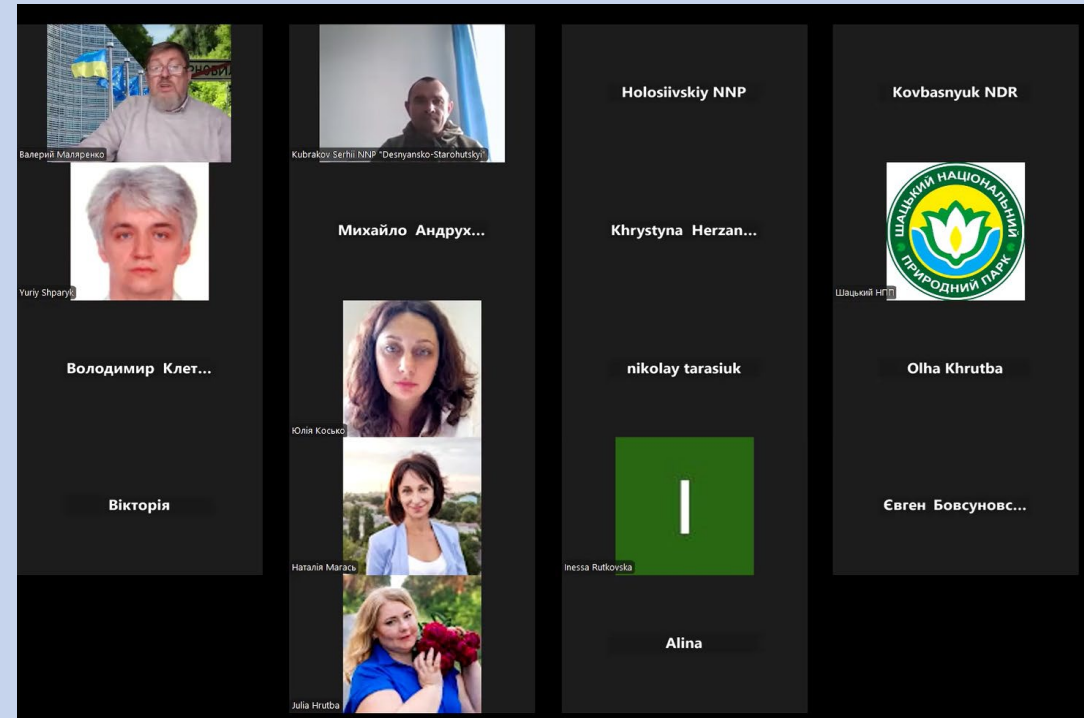 РНОБИ
Валерий Маляренко
Kubrakov Serhii NNP "Desnyansko-Starohutskyi"
Holosiivskiy NNP
Kovbasnyuk NDR
Yuriy Shparyk
Михайло Андрух...
Khrystyna Herzan...
ШАЦЬКИЙ НАЦІОНАЛЬНИЙ
ПРИРОДНИЙ ПАРК
Шацький НПП
Володимир Клет...
Юлія Косько
nikolay tarasiuk
Olha Khrutba
Вікторія
Наталія Магась
I
Inessa Rutkovska
Євген Бовсуновс...
Julia Hrutba
Alina